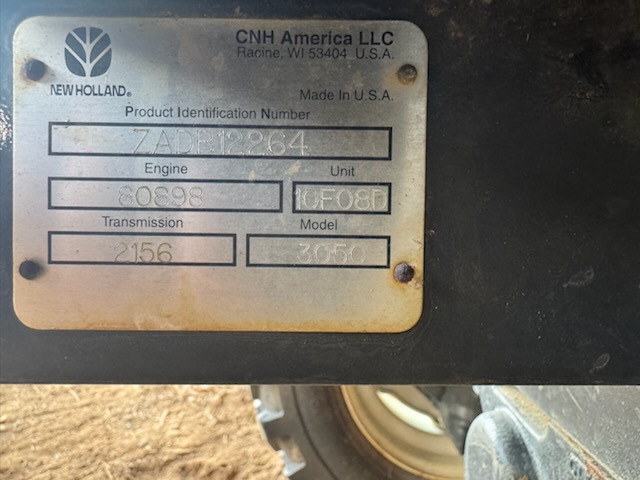 CNH America LLC
Racine, WI 53404 U.S.A.
NEW HOLLAND®
Made In U.S.A.
Product Identification Number
ZADR12264
Engine Unit
80898 10F08D
Transmission Model
2156 3050